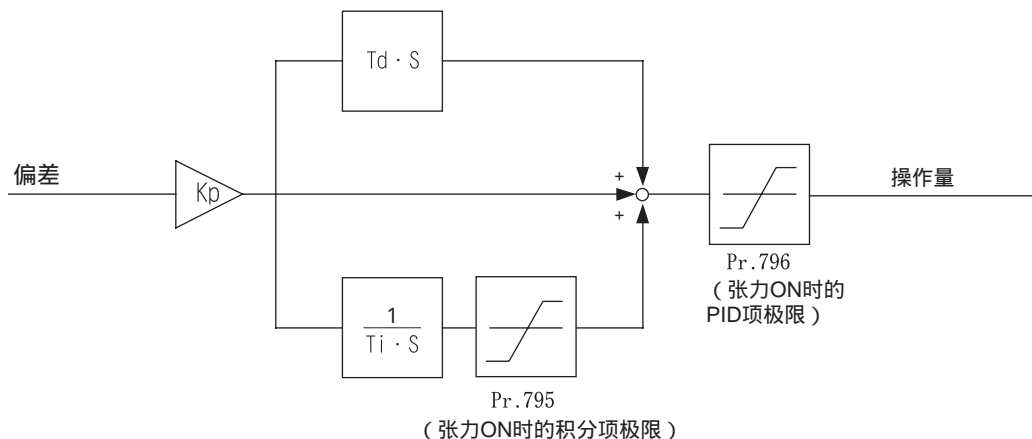 Td · S
偏差
Kp
+
+
操作量
Pr.796
（张力ON时的
PID项极限）
1
Ti · S
Pr.795
（张力ON时的积分项极限）